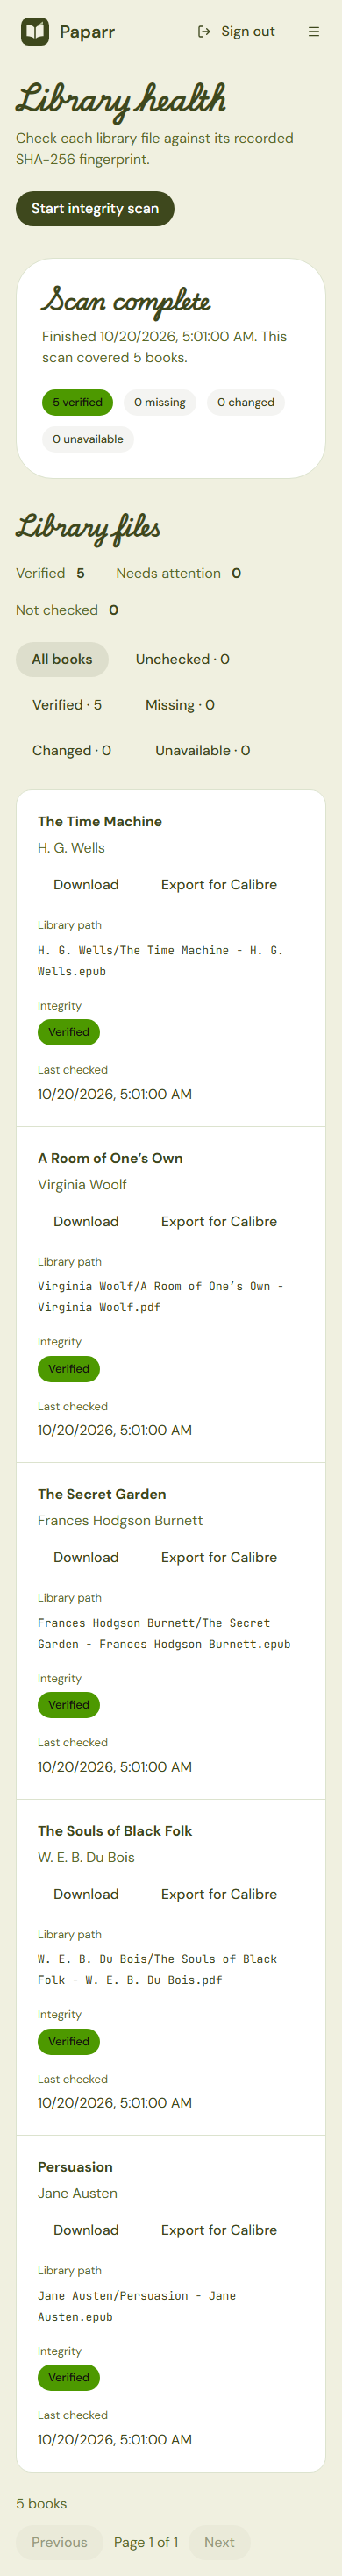 Paparr
Sign out
Library health
Check each library file against its recorded
SHA-256 fingerprint.
Start integrity scan
Scan complete
Finished 10/20/2026, 5:01:00 AM. This
scan covered 5 books.
5 verified 0 missing 0 changed
0 unavailable
Library files
Verified 5 Needs attention 0
Not checked 0
All books Unchecked · 0
Verified · 5 Missing · 0
Changed · 0 Unavailable · 0
The Time Machine
H. G. Wells
Download Export for Calibre
Library path
H. G. Wells/The Time Machine - H. G.
Wells.epub
Integrity
Verified
Last checked
10/20/2026, 5:01:00 AM
A Room of One’s Own
Virginia Woolf
Download Export for Calibre
Library path
Virginia Woolf/A Room of One’s Own -
Virginia Woolf.pdf
Integrity
Verified
Last checked
10/20/2026, 5:01:00 AM
The Secret Garden
Frances Hodgson Burnett
Download Export for Calibre
Library path
Frances Hodgson Burnett/The Secret
Garden - Frances Hodgson Burnett.epub
Integrity
Verified
Last checked
10/20/2026, 5:01:00 AM
The Souls of Black Folk
W. E. B. Du Bois
Download Export for Calibre
Library path
W. E. B. Du Bois/The Souls of Black
Folk - W. E. B. Du Bois.pdf
Integrity
Verified
Last checked
10/20/2026, 5:01:00 AM
Persuasion
Jane Austen
Download Export for Calibre
Library path
Jane Austen/Persuasion - Jane
Austen.epub
Integrity
Verified
Last checked
10/20/2026, 5:01:00 AM
5 books
Previous Page 1 of 1 Next